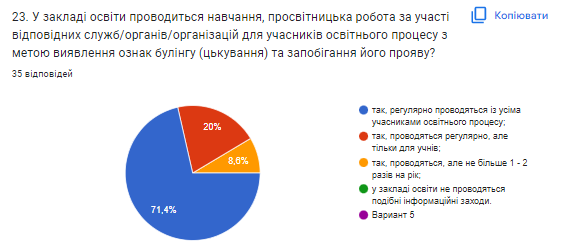 23. У закладі освіти проводиться навчання, просвітницька робота за участі
Копіювати
відповідних служб/органів/організацій для учасників освітнього процесу з
метою виявлення ознак булінгу (цькування) та запобігання його прояву?
35 відповідей
так, регулярно проводяться із усіма
учасниками освітнього процесу;
так, проводяться регулярно, але
тільки для учнів;
так, проводяться, але не більше 1 - 2
разів на рік;
у закладі освіти не проводяться
подібні інформаційні заходи.
Вариант 5
20%
8,6%
71,4%